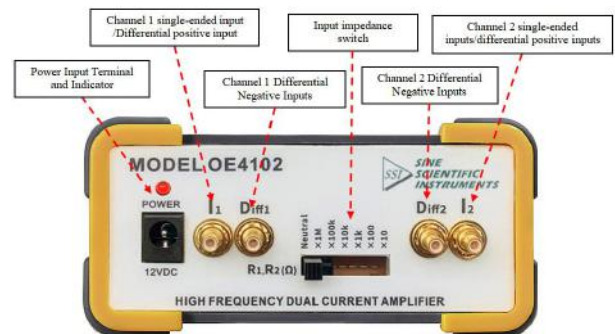 Channel 1 single-ended input
/Differential positive input
Input impedance
switch
Channel 2 single-ended
inputs/differential positive inputs
Power Input Terminal
and Indicator
Channel 1 Differential
Negative Inputs
Channel 2 Differential
Negative Inputs
MODEL OE4102
SSI
SINE
SCIENTIFIC
INSTRUMENTS
POWER
I1
Diff1
Neutral
×1M
×100k
×10k
×1k
×100
×10
Diff2
I2
12VDC
R1,R2(Ω)
HIGH FREQUENCY DUAL CURRENT AMPLIFIER